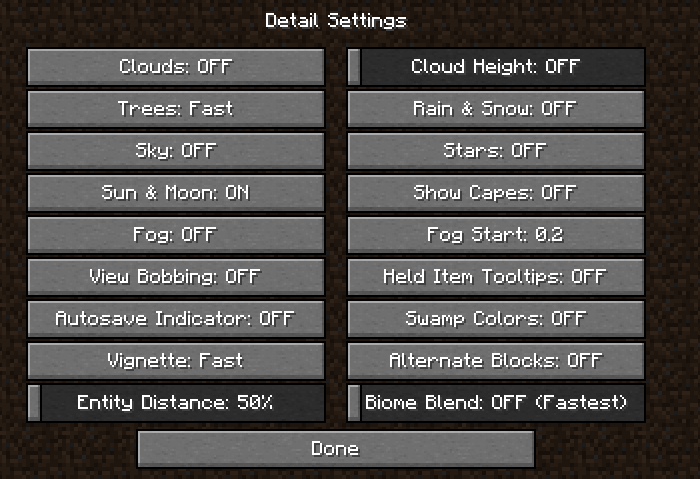 Detail Settings
Clouds: OFF
Cloud Height: OFF
Trees: Fast
Rain & Snow: OFF
Sky: OFF
Stars: OFF
Sun & Moon: ON
Show Capes: OFF
Fog: OFF
Fog Start: 0.2
View Bobbing: OFF
Held Item Tooltips: OFF
Autosave Indicator: OFF
Swamp Colors: OFF
Vignette: Fast
Alternate Blocks: OFF
Entity Distance: 50%
Biome Blend: OFF (Fastest)
Done